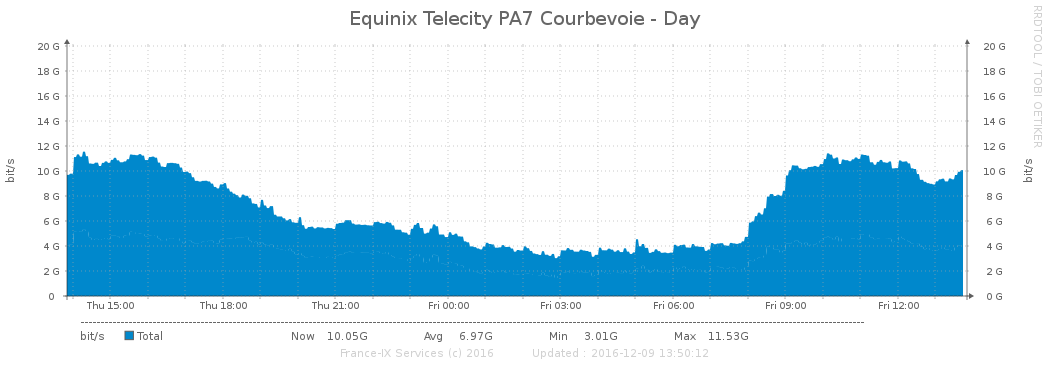 Equinix Telecity PA7 Courbevoie - Day
RRDTOOL / TOBI OETIKER
bit/s
bit/s
20 G 20 G
18 G 18 G
16 G 16 G
14 G 14 G
12 G 12 G
10 G 10 G
8 G 8 G
6 G 6 G
4 G 4 G
2 G 2 G
0 0 G
Thu 15:00 Thu 18:00 Thu 21:00 Fri 00:00 Fri 03:00 Fri 06:00 Fri 09:00 Fri 12:00
bit/s Total Now 10.05G Avg 6.97G Min 3.01G Max 11.53G
France-IX Services (c) 2016 Updated : 2016-12-09 13:50:12